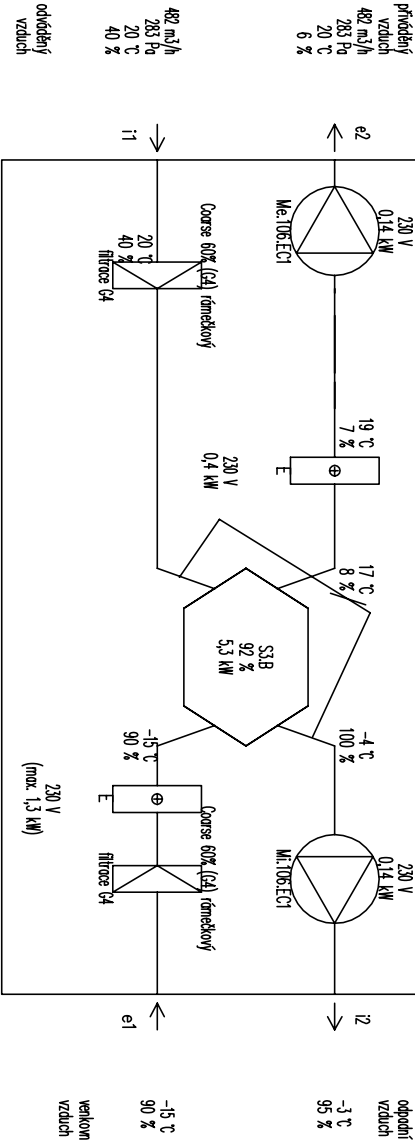 přiváděný
vzduch
482 m3/h
283 Pa
20 °C
6 %
482 m3/h
283 Pa
20 °C
40 %
odváděný
vzduch
e2
i1
230 V
0,14 kW
Me.106.EC1
Coarse 60% (G4) rámečkový
20 °C
40 %
filtrace G4
19 °C
7 %
E
230 V
0,4 kW
17 °C
8 %
S3.B
92 %
5,3 kW
-4 °C
100 %
-15 °C
90 %
E
230 V
(max. 1,3 kW)
230 V
0,14 kW
Mi.106.EC1
Coarse 60% (G4) rámečkový
filtrace G4
i2
e1
odpadní
vzduch
-3 °C
95 %
-15 °C
90 %
vzduch